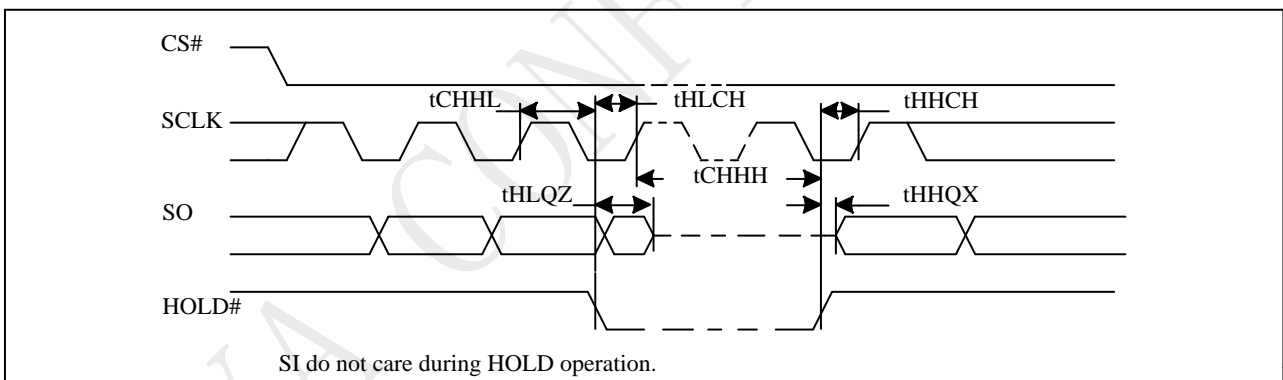 CS#
tCHHL
tHLCH
tHHCH
SCLK
tCHHH
tHLQZ
tHHQX
SO
HOLD#
SI do not care during HOLD operation.